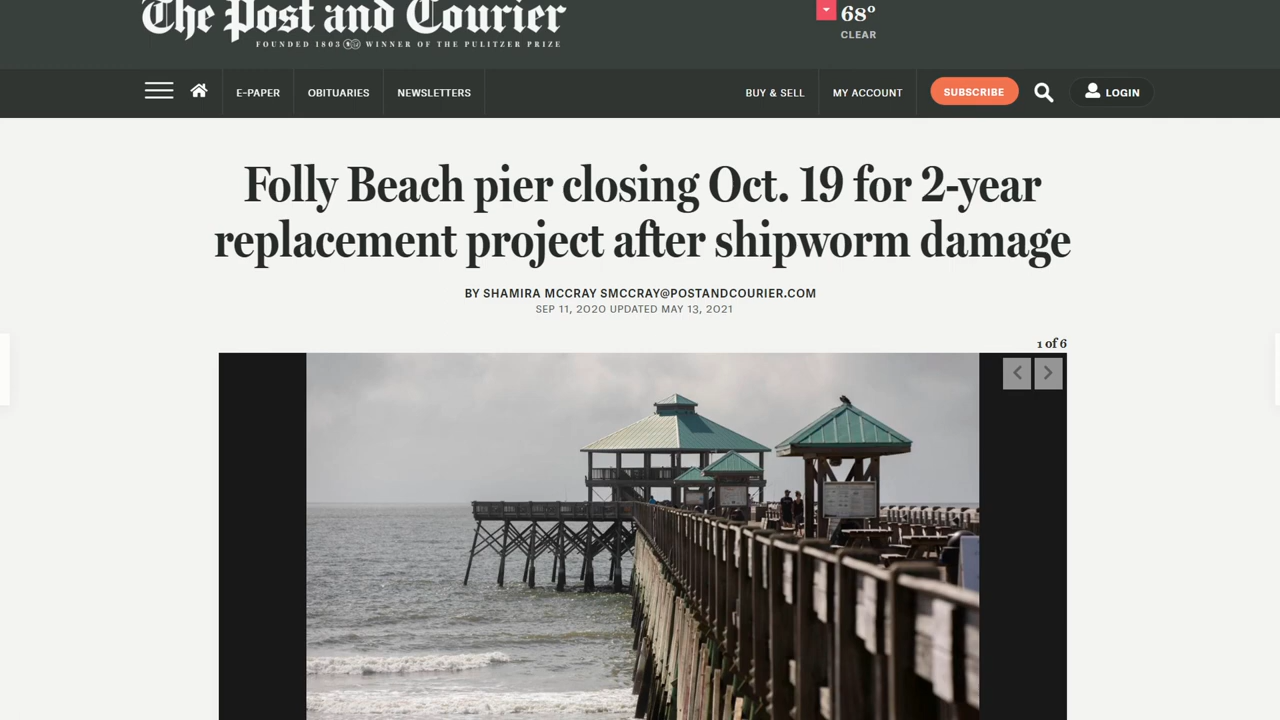 The Post and Courier
FOUNDED 1803 WINNER OF THE PULITZER PRIZE
68°
CLEAR
E-PAPER
OBITUARIES
NEWSLETTERS
BUY & SELL
MY ACCOUNT
SUBSCRIBE
LOGIN
Folly Beach pier closing Oct. 19 for 2-year
replacement project after shipworm damage
BY SHAMIRA MCCRAY SMCCRAY@POSTANDCOURIER.COM
SEP 11, 2020 UPDATED MAY 13, 2021
1 of 6